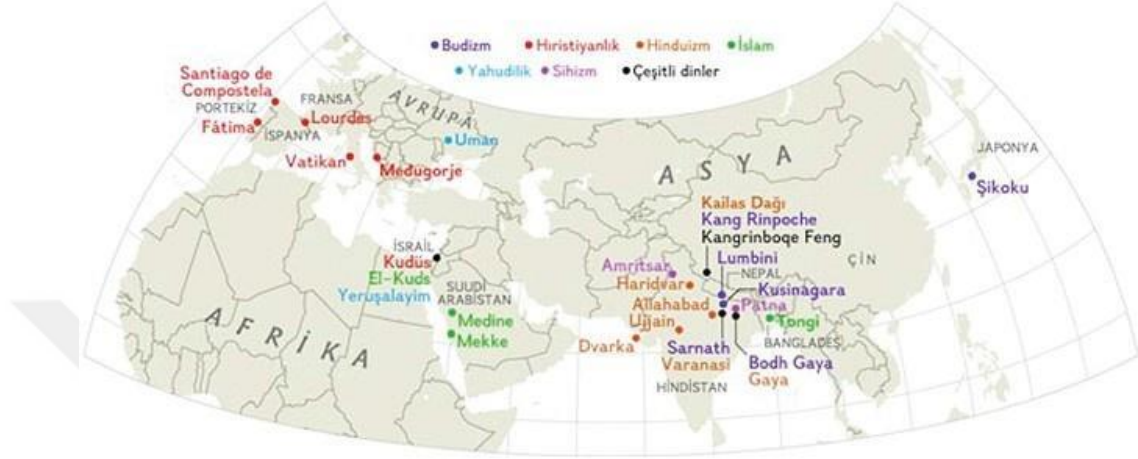 Budizm
Hıristiyanlık
Hinduizm
İslam
Yahudilik
Sihizm
Çeşitli dinler
Santiago de
Compostela
PORTEKİZ
FRANSA
AVRUPA
Fâtima
İSPANYA
Lourdes
Uman
Vatikan
Medugorje
ASYA
JAPONYA
Şikoku
Kailas Dağı
Kang Rinpoche
Kangrinboqe Feng
ÇİN
İSRAİL
Kudüs
El-Kuds
Yeruşalayim
SUUDİ
ARABİSTAN
Medine
Mekke
AFRİKA
Amritsar
Haridvar
Lumbini
NEPAL
Kusinagara
Allahabad
Patna
Ujjain
Tongi
BANGLADEŞ
Dvarka
Sarnath
Varanasi
Bodh Gaya
Gaya
HİNDİSTAN